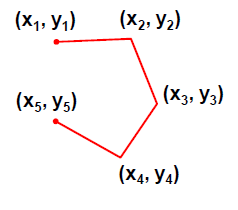 (x₁, y₁) (x₂, y₂)
(x₅, y₅) (x₃, y₃)
(x₄, y₄)